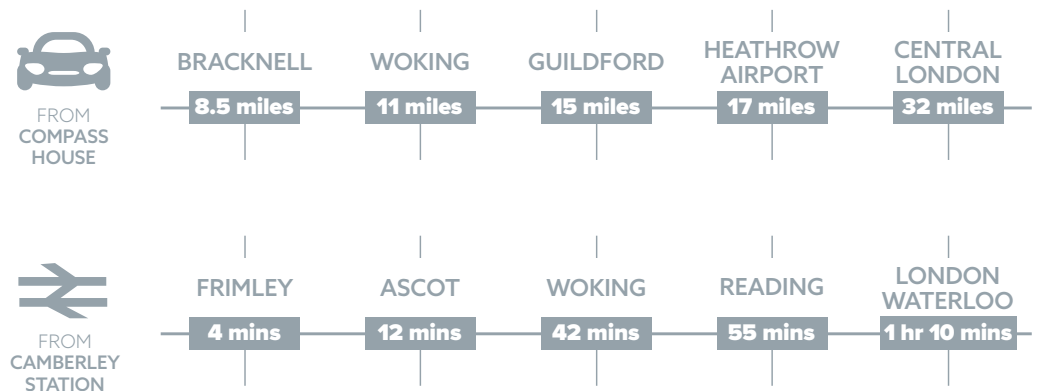 BRACKNELL
WOKING
GUILDFORD
HEATHROW
AIRPORT
CENTRAL
LONDON
8.5 miles
11 miles
15 miles
17 miles
32 miles
FROM
COMPASS
HOUSE
FRIMLEY
ASCOT
WOKING
READING
LONDON
WATERLOO
4 mins
12 mins
42 mins
55 mins
1 hr 10 mins
FROM
CAMBERLEY
STATION